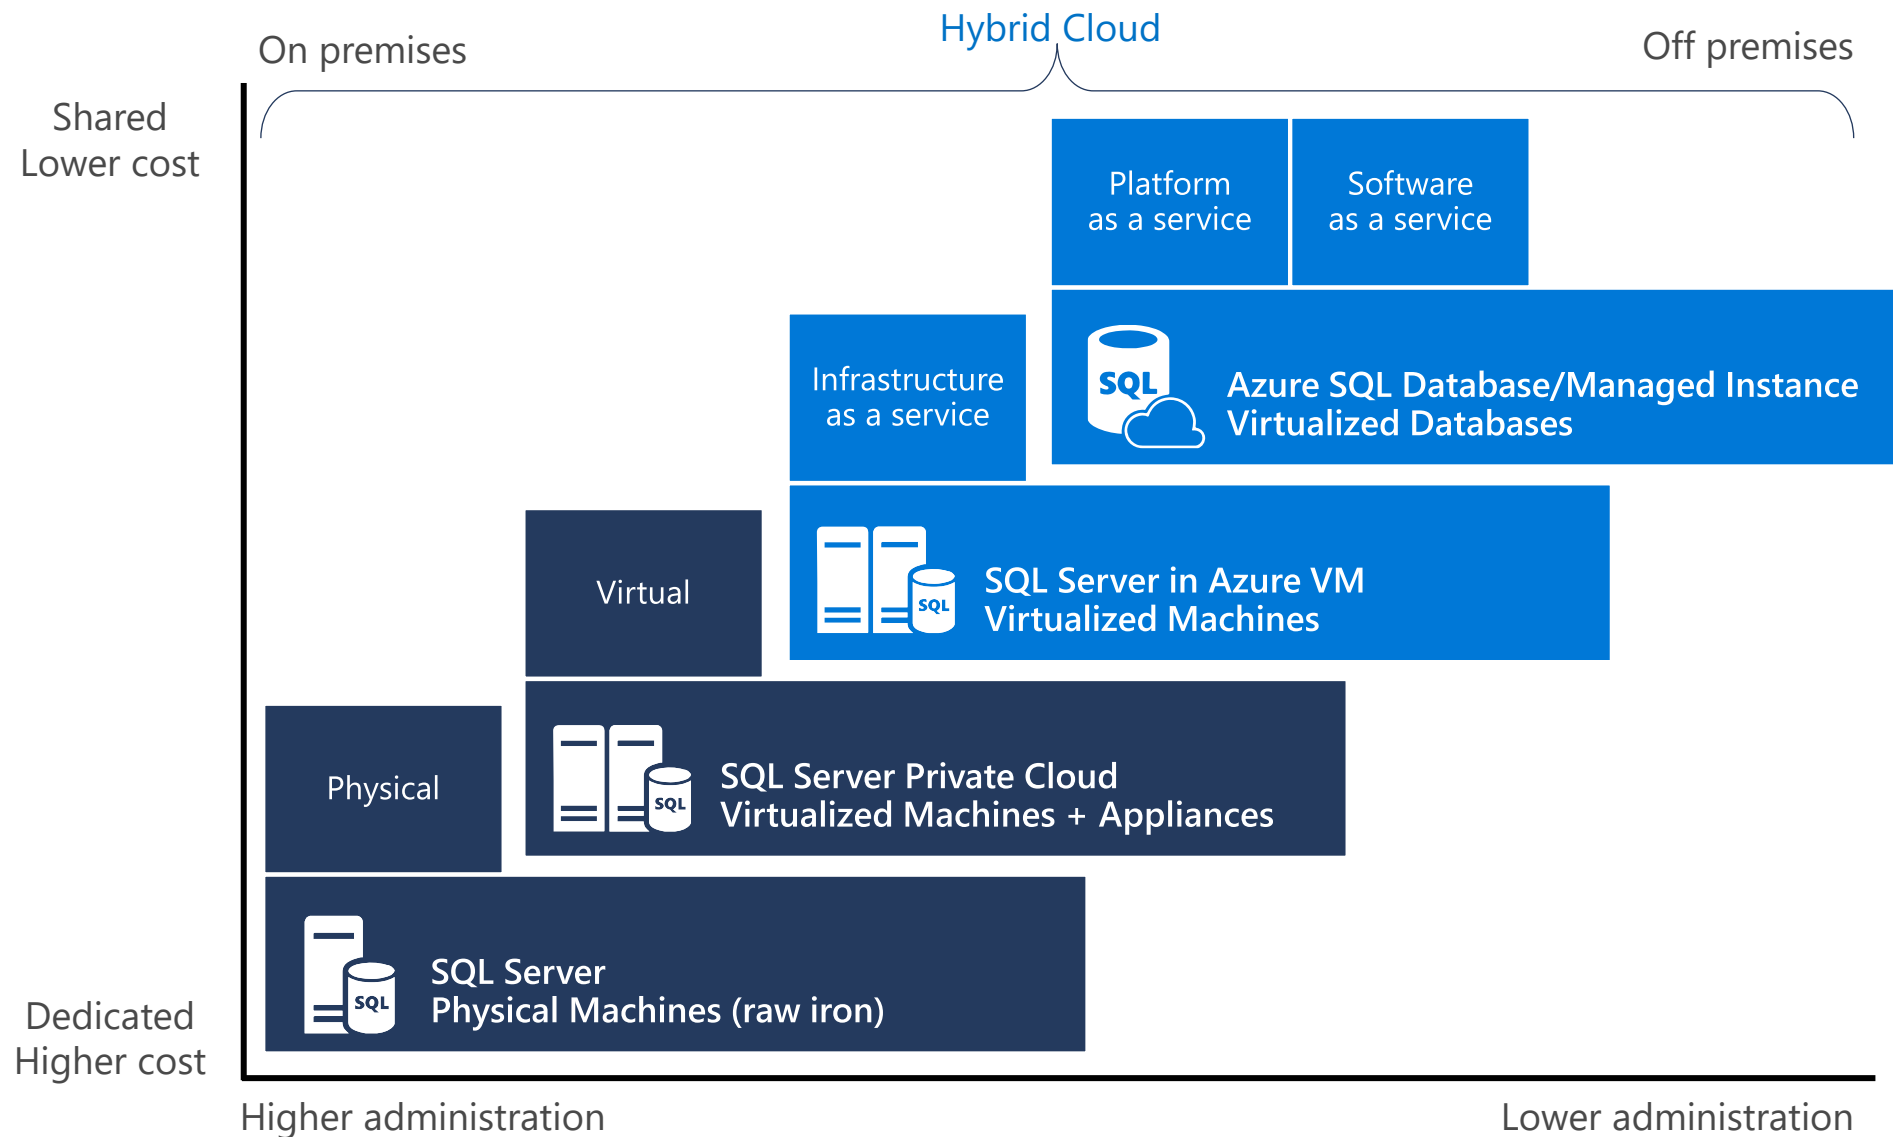 Hybrid Cloud
On premises
Off premises
Shared
Lower cost
Platform
as a service
Software
as a service
Infrastructure
as a service
SQL
Azure SQL Database/Managed Instance
Virtualized Databases
Virtual
SQL
SQL Server in Azure VM
Virtualized Machines
Physical
SQL
SQL Server Private Cloud
Virtualized Machines + Appliances
SQL
SQL Server
Physical Machines (raw iron)
Dedicated
Higher cost
Higher administration
Lower administration